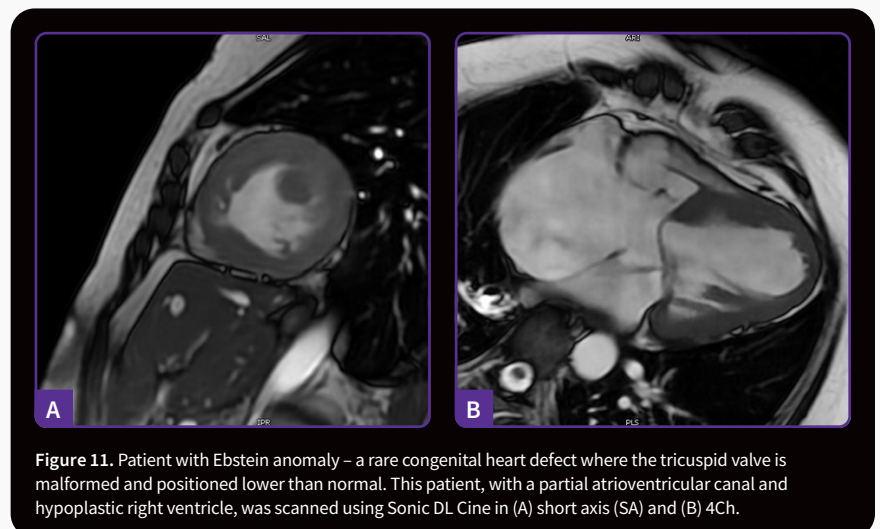 SAL
ARI
A
B
IPR
PLS
Figure 11. Patient with Ebstein anomaly – a rare congenital heart defect where the tricuspid valve is
malformed and positioned lower than normal. This patient, with a partial atrioventricular canal and
hypoplastic right ventricle, was scanned using Sonic DL Cine in (A) short axis (SA) and (B) 4Ch.